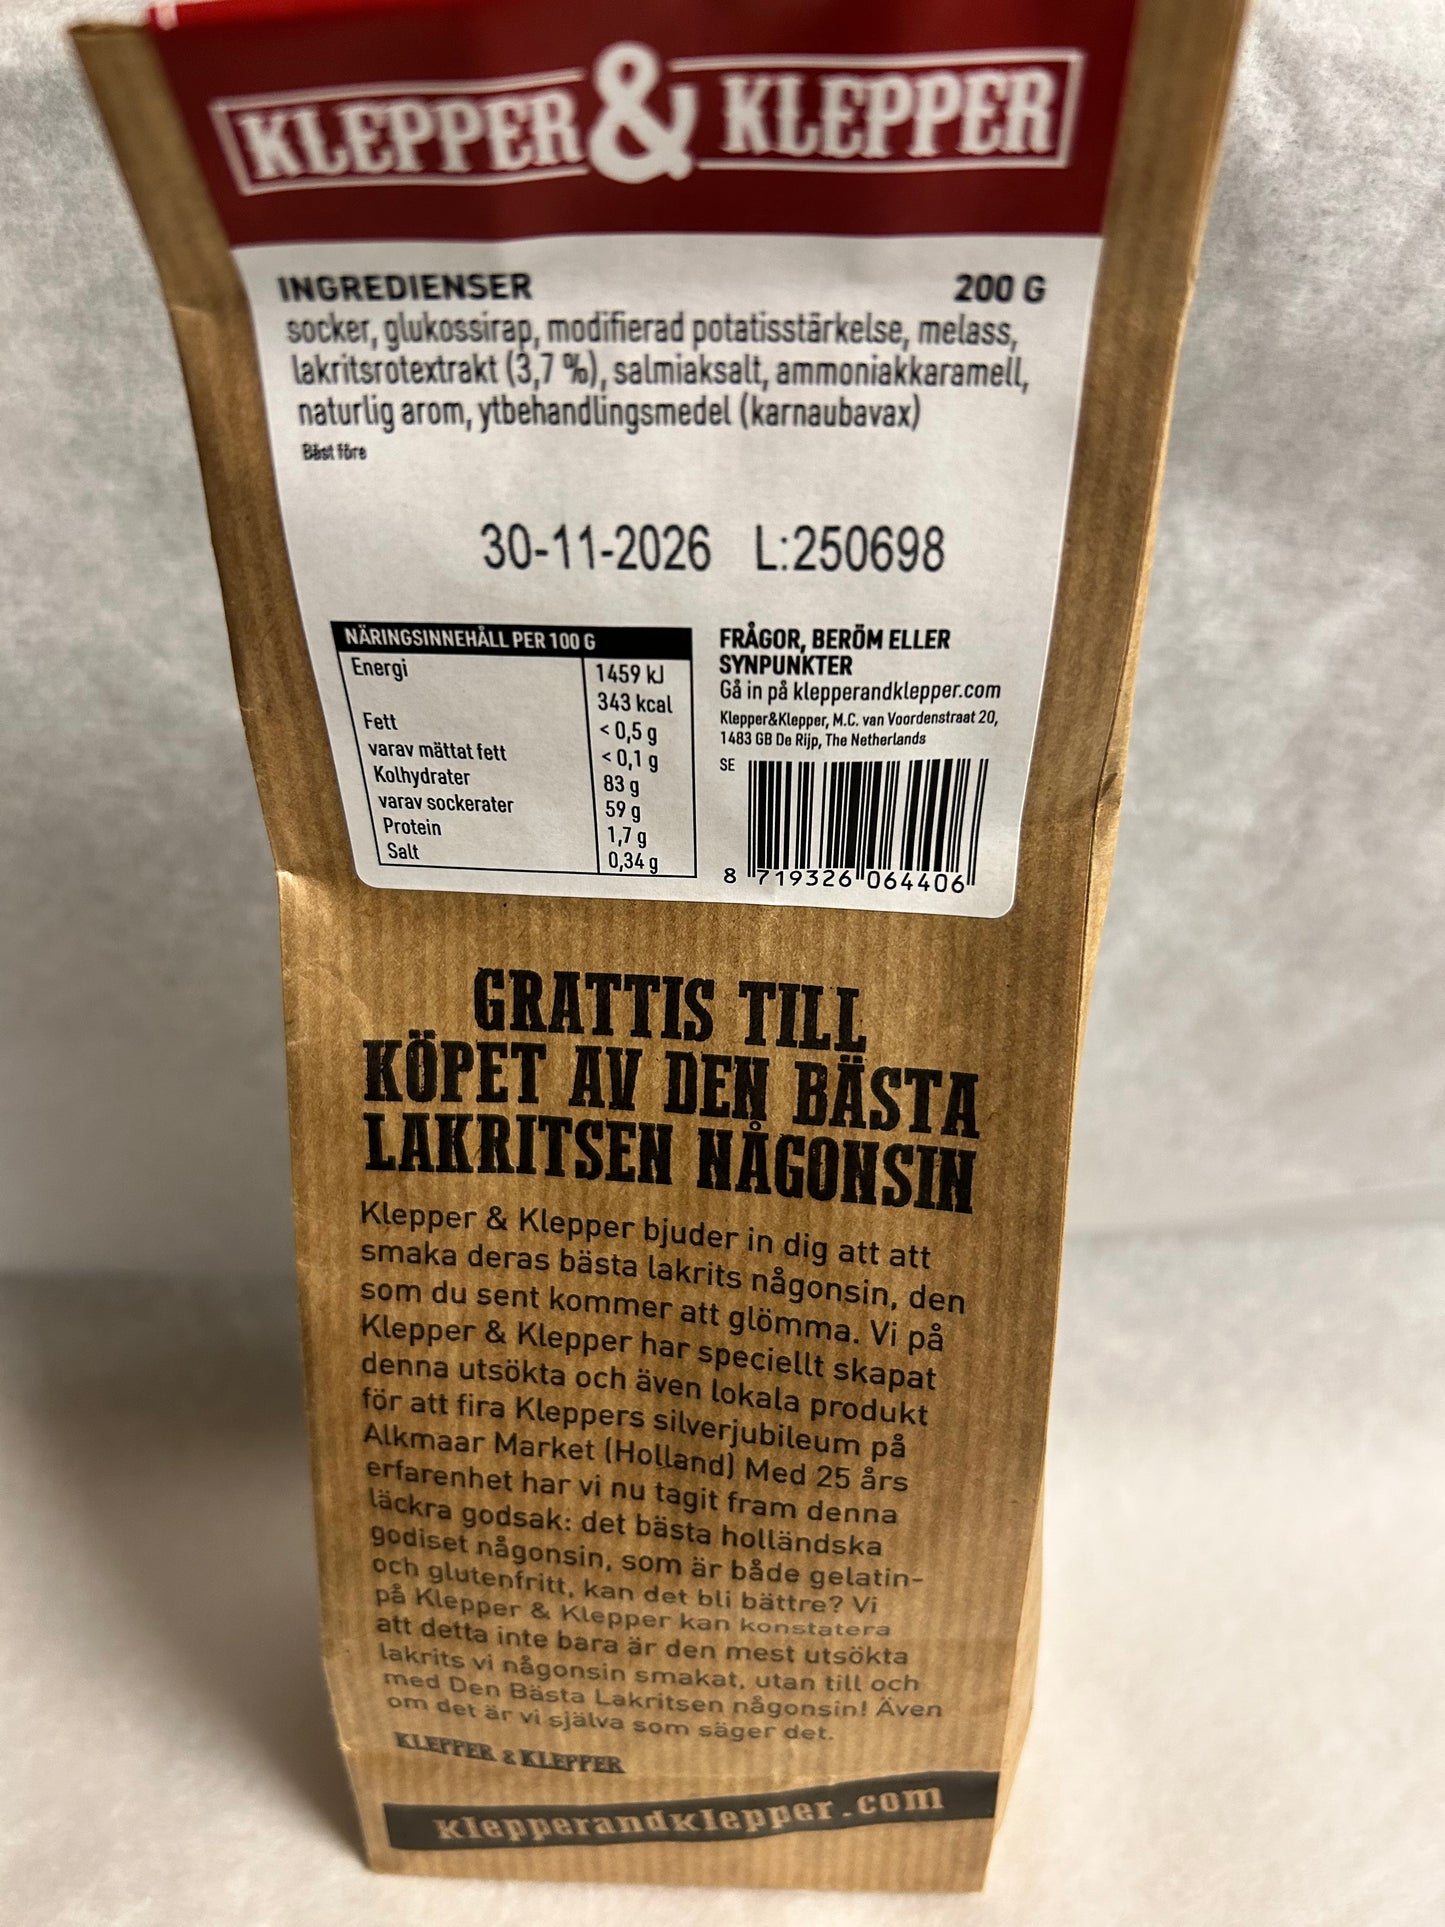 KLEPPER & KLEPPER
INGREDIENSER 200 G
socker, glukossirap, modifierad potatisstärkelse, melass,
lakritsrotextrakt (3,7 %), salmiaksalt, ammoniakkaramell,
naturlig arom, ytbehandlingsmedel (karnaubavax)
Bäst före
30-11-2026 L:250698
NÄRINGSINNEHÅLL PER 100 G
Energi 1459 kJ
343 kcal
Fett < 0,5 g
varav mättat fett < 0,1 g
Kolhydrater 83 g
varav sockerater 59 g
Protein 1,7 g
Salt 0,34 g
FRÅGOR, BERÖM ELLER
SYNPUNKTER
Gå in på klepperandklepper.com
Klepper&Klepper, M.C. van Voordenstraat 20,
1483 GB De Rijp, The Netherlands
SE
8 719326 064406
GRATTIS TILL
KÖPET AV DEN BÄSTA
LAKRITSEN NÅGONSIN
Klepper & Klepper bjuder in dig att att
smaka deras bästa lakrits någonsin, den
som du sent kommer att glömma. Vi på
Klepper & Klepper har speciellt skapat
denna utsökta och även lokala produkt
för att fira Kleppers silverjubileum på
Alkmaar Market (Holland) Med 25 års
erfarenhet har vi nu tagit fram denna
läckra godsak: det bästa holländska
godiset någonsin, som är både gelatin-
och glutenfritt, kan det bli bättre? Vi
på Klepper & Klepper kan konstatera
att detta inte bara är den mest utsökta
lakrits vi någonsin smakat, utan till och
med Den Bästa Lakritsen någonsin! Även
om det är vi själva som säger det.
KLEPPER & KLEPPER
klepperandklepper.com